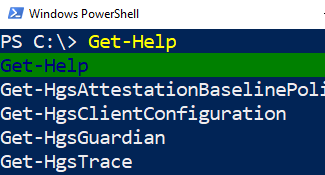 Windows PowerShell
PS C:\> Get-Help
Get-Help
Get-HgsAttestationBaselinePoli
Get-HgsClientConfiguration
Get-HgsGuardian
Get-HgsTrace